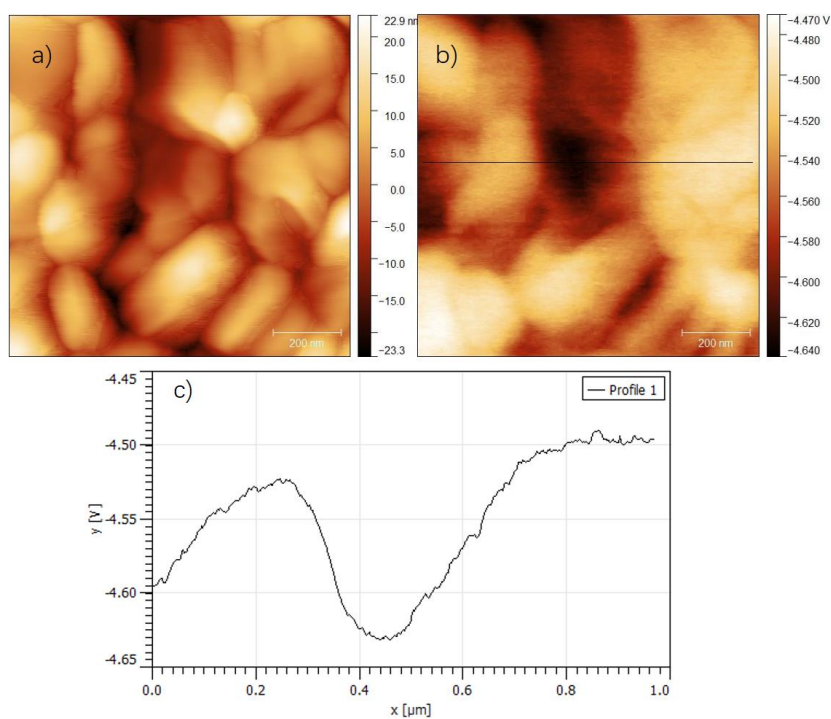 a)
22.9 nm
20.0
15.0
10.0
5.0
0.0
−5.0
−10.0
−15.0
−23.3
200 nm
b)
−4.470 V
−4.480
−4.500
−4.520
−4.540
−4.560
−4.580
−4.600
−4.620
−4.640
200 nm
c)
Profile 1
-4.45
-4.50
-4.55
-4.60
-4.65
y [V]
0.0 0.2 0.4 0.6 0.8 1.0
x [µm]